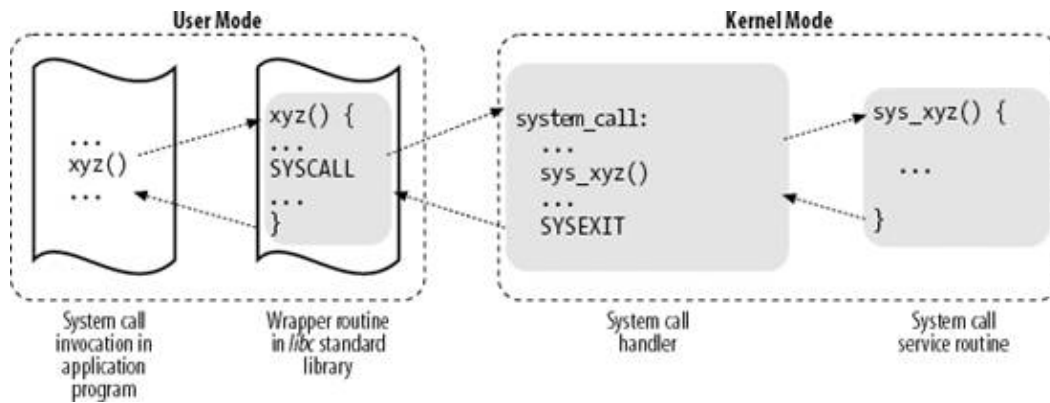 User Mode
Kernel Mode
...
xyz()
...
xyz() {
...
SYSCALL
...
}
system_call:
...
sys_xyz()
...
SYSEXIT
sys_xyz() {
...
}
System call
invocation in
application
program
Wrapper routine
in libc standard
library
System call
handler
System call
service routine